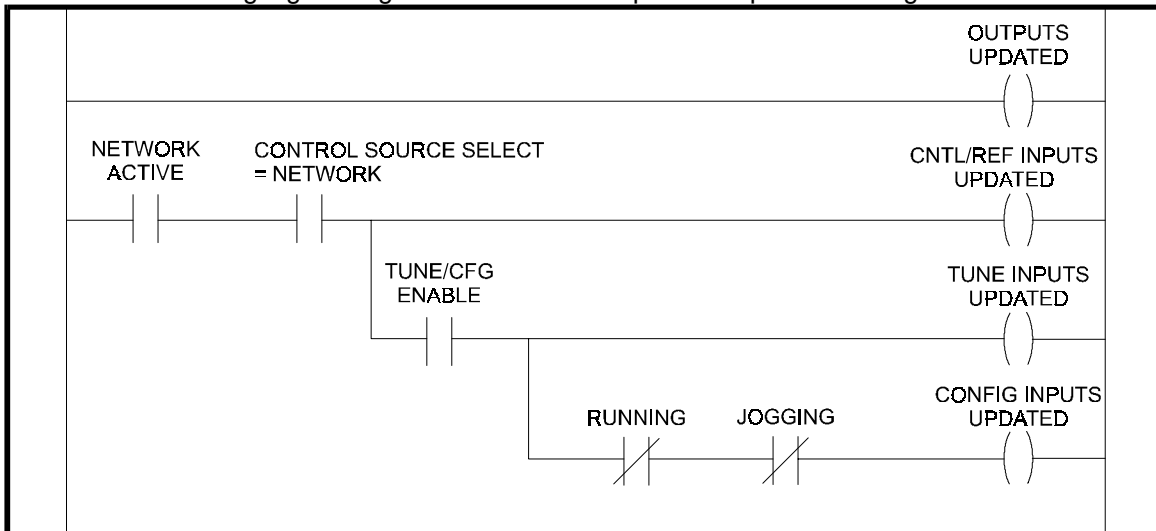 OUTPUTS
UPDATED
NETWORK
ACTIVE
CONTROL SOURCE SELECT
= NETWORK
CNTL/REF INPUTS
UPDATED
TUNE/CFG
ENABLE
TUNE INPUTS
UPDATED
RUNNING
JOGGING
CONFIG INPUTS
UPDATED